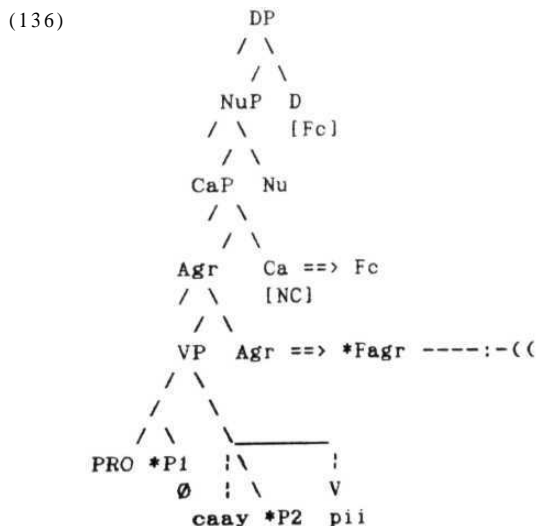 (136) DP
/ \
/ \
NuP D
/ \ [Fc]
/ \
CaP Nu
/ \
/ \
Agr Ca ==> Fc
/ \ [NC]
/ \
VP Agr ==> *Fagr ----:-((
/ \
/ \
/ \ \
PRO *P1 ¦\ ¦
Ø ¦ \ V
caay *P2 pii